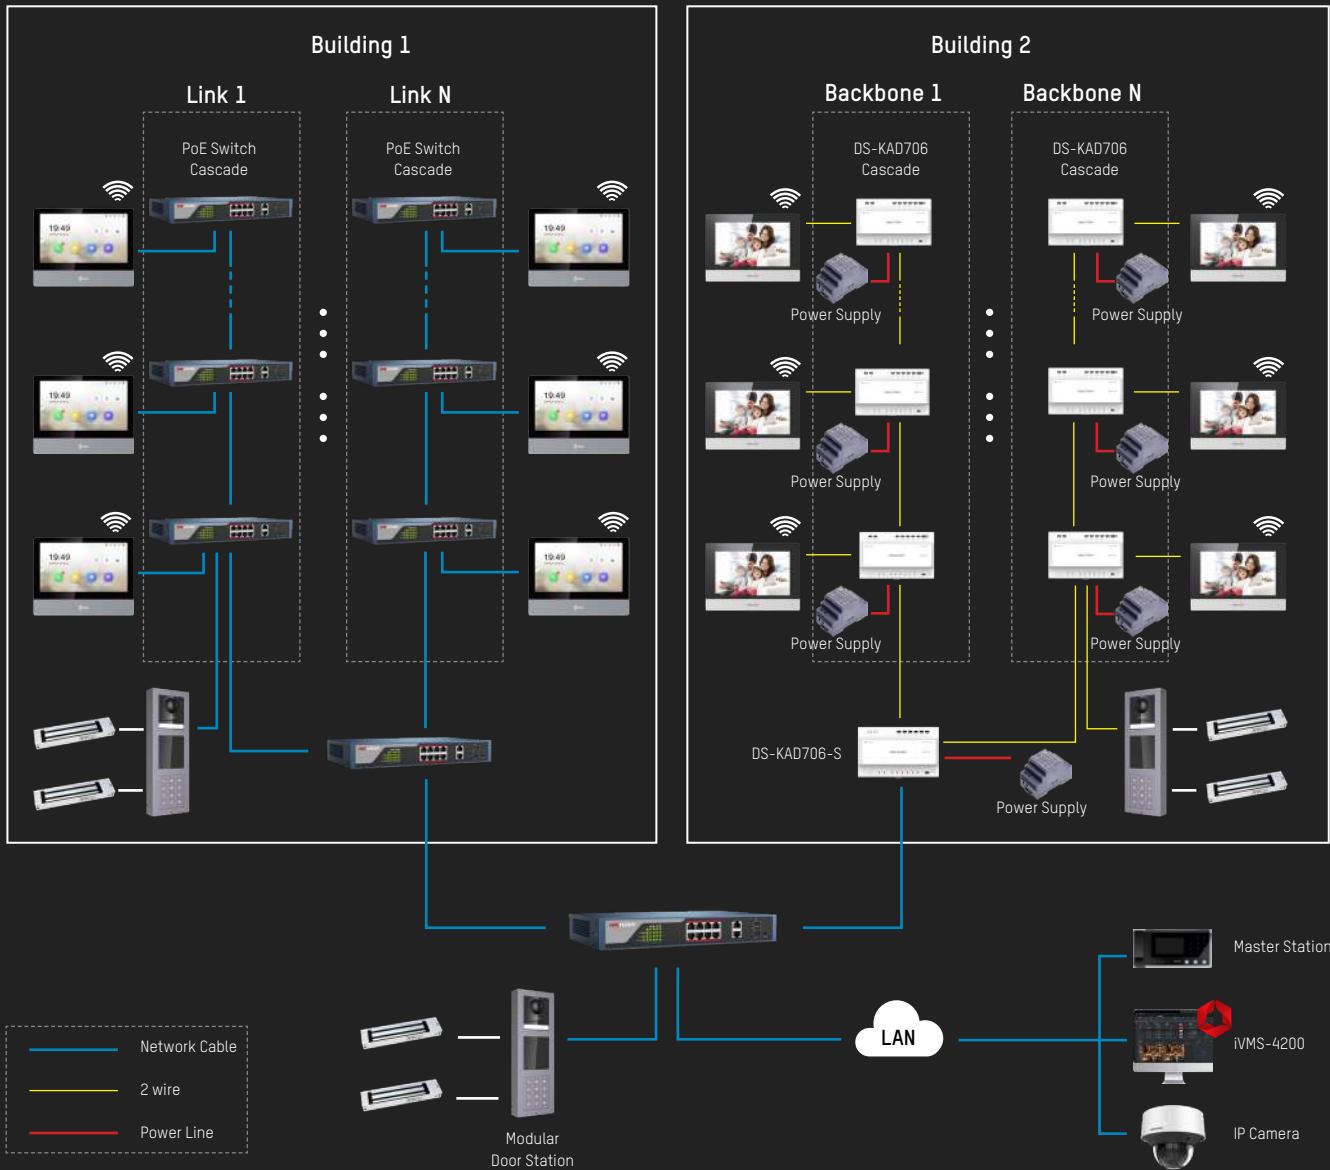 Building 1
Link 1
Link N
PoE Switch
Cascade
PoE Switch
Cascade
19:49
19:49
19:49
Building 2
Backbone 1
Backbone N
DS-KAD706
Cascade
DS-KAD706
Cascade
Power Supply
Power Supply
Power Supply
Power Supply
Power Supply
Power Supply
DS-KAD706-S
Power Supply
19:49
19:49
19:49
Master Station
LAN
iVMS-4200
IP Camera
Modular
Door Station
Network Cable
2 wire
Power Line